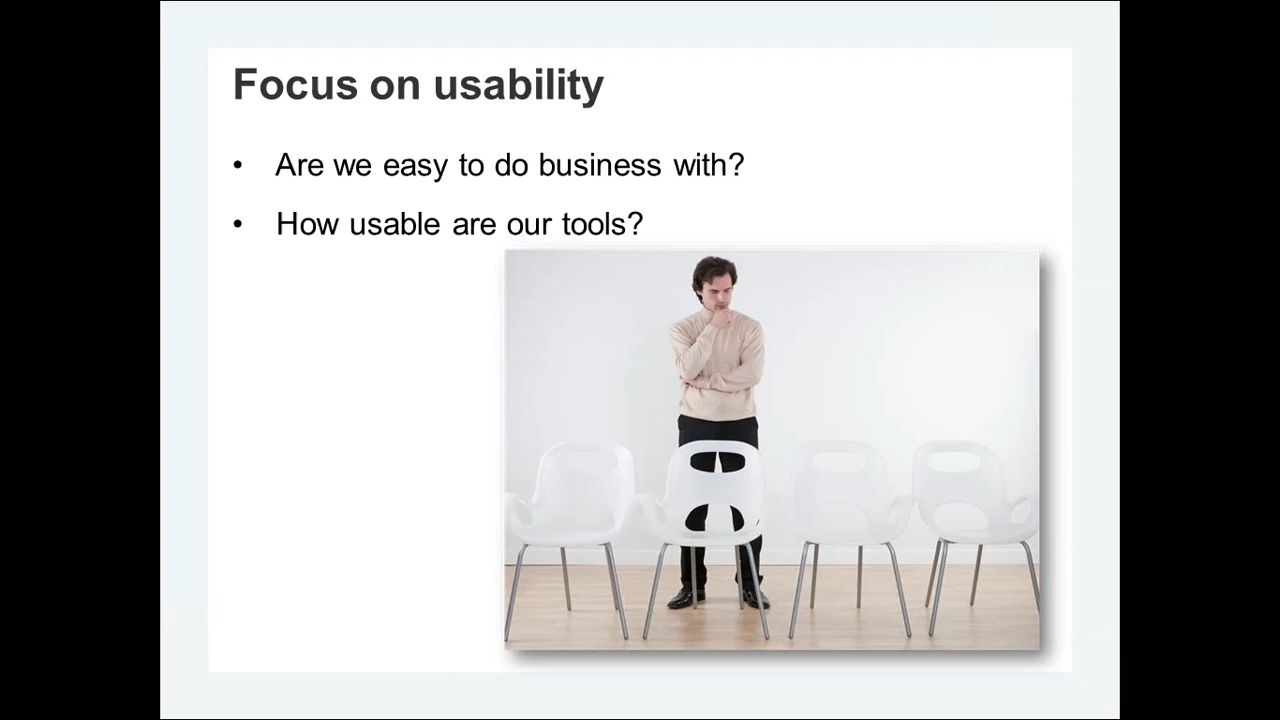 Focus on usability
• Are we easy to do business with?
• How usable are our tools?